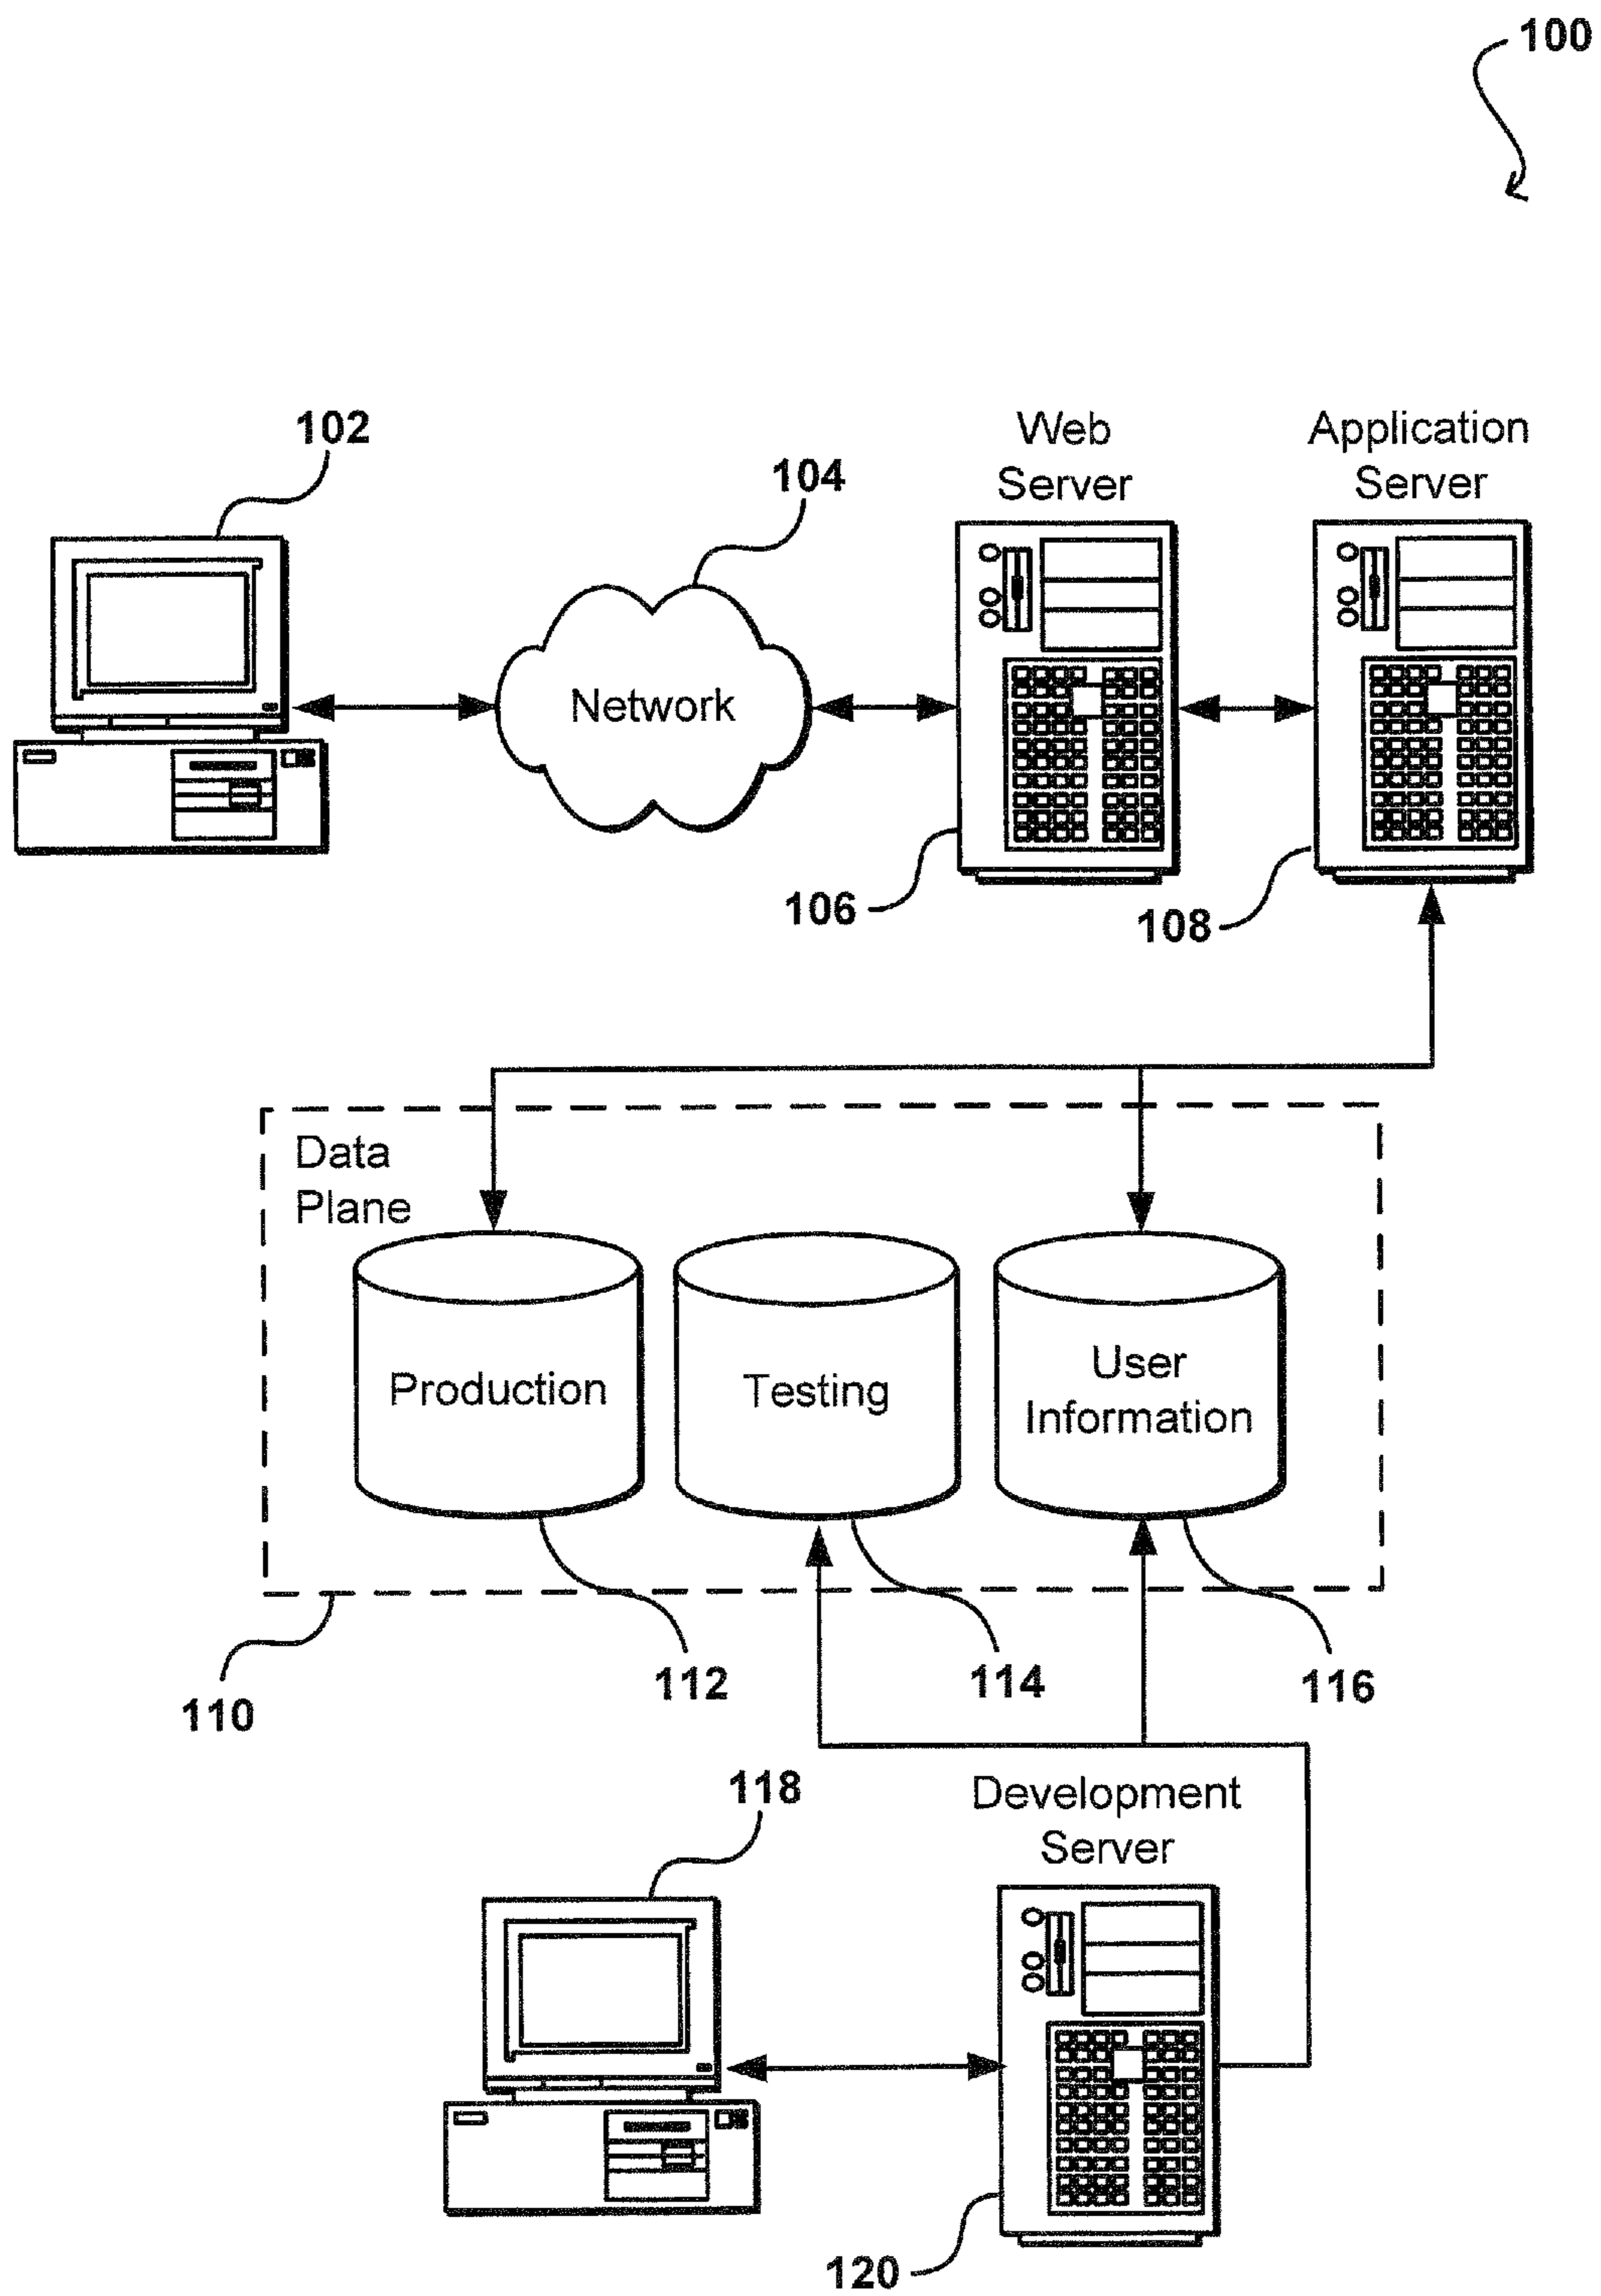 100
102
104
Web
Server
Application
Server
Network
106
108
Data
Plane
Production
Testing
User
Information
110
112
114
116
118
Development
Server
120